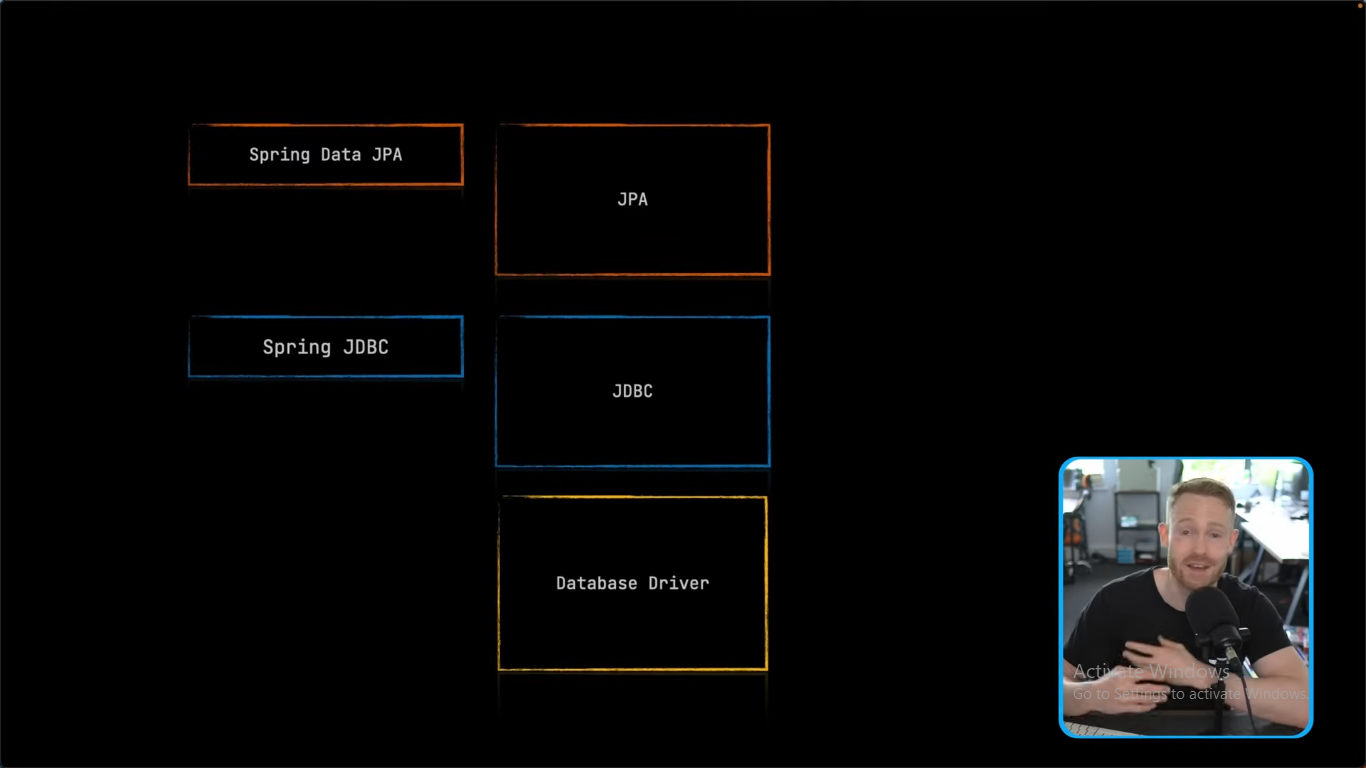 Spring Data JPA
JPA
Spring JDBC
JDBC
Database Driver
Activate Windows
Go to Settings to activate Windows.